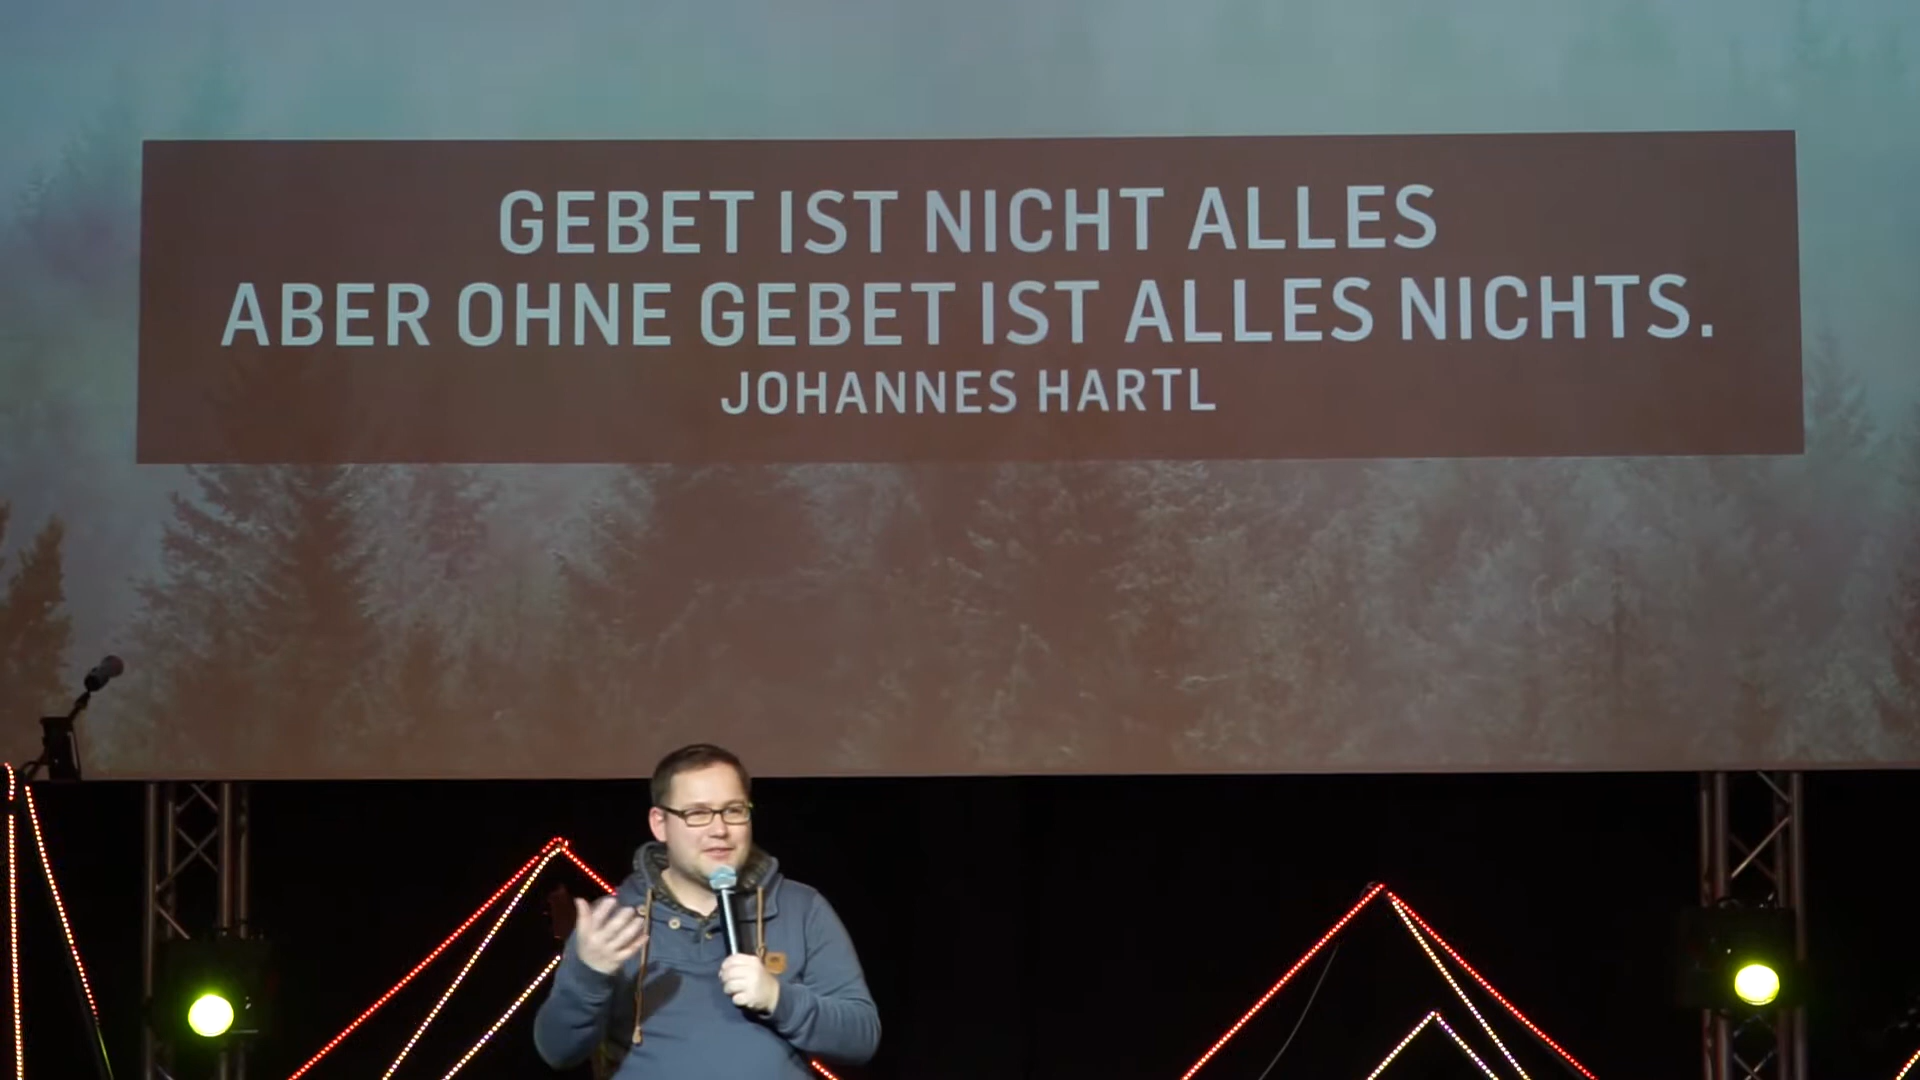 GEBET IST NICHT ALLES
ABER OHNE GEBET IST ALLES NICHTS.
JOHANNES HARTL